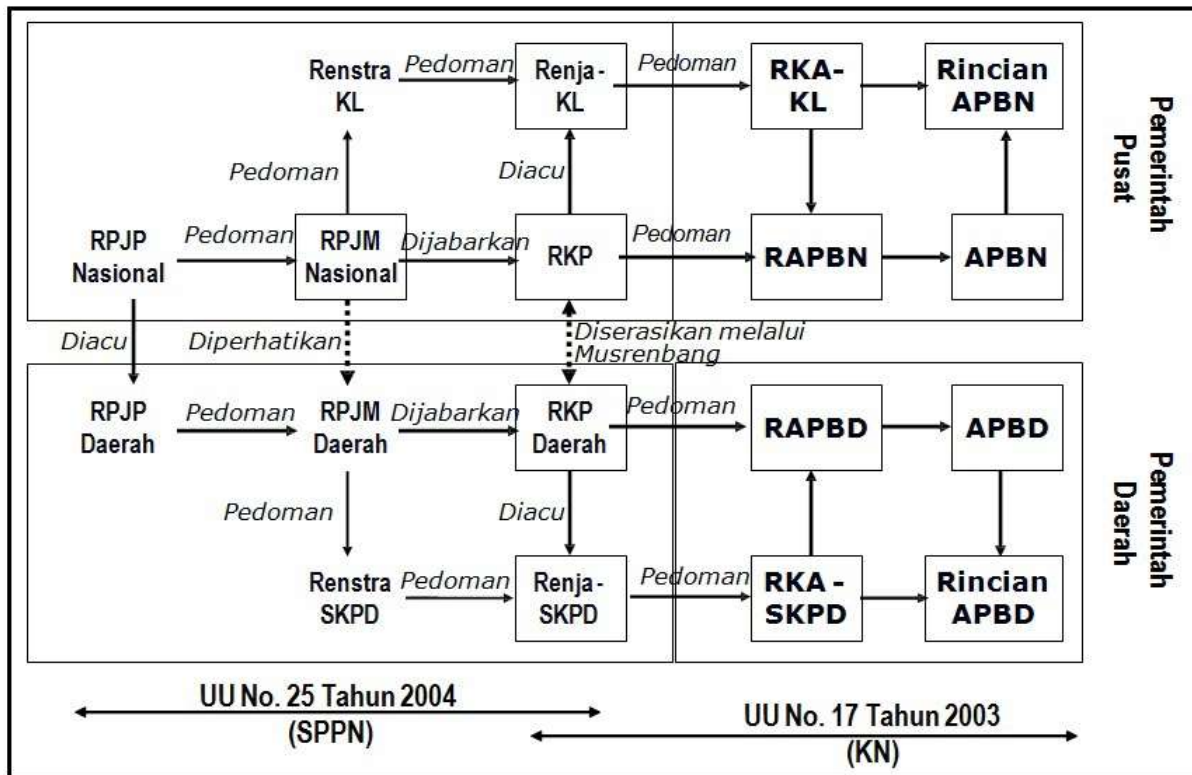 Renstra
KL
Pedoman
Renja-
KL
Pedoman
RKA-
KL
Rincian
APBN
Pedoman
Diacu
RPJP
Nasional
Pedoman
RPJM
Nasional
Dijabarkan
RKP
Pedoman
RAPBN
APBN
Pemerintah
Pusat
Diacu
Diperhatikan
Diserasikan melalui
Musrenbang
RPJP
Daerah
Pedoman
RPJM
Daerah
Dijabarkan
RKP
Daerah
Pedoman
RAPBD
APBD
Pedoman
Diacu
Renstra
SKPD
Pedoman
Renja-
SKPD
Pedoman
RKA -
SKPD
Rincian
APBD
Pemerintah
Daerah
UU No. 25 Tahun 2004
(SPPN)
UU No. 17 Tahun 2003
(KN)